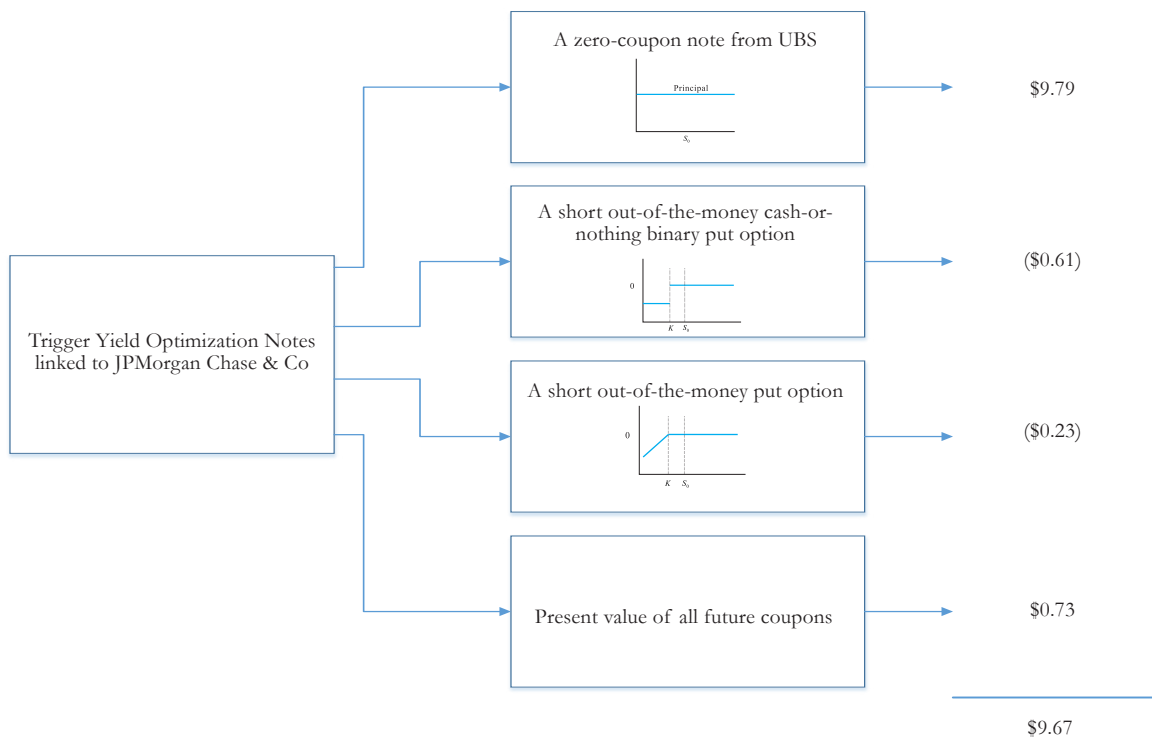 A zero-coupon note from UBS
Principal
S₀
$9.79
A short out-of-the-money cash-or-
nothing binary put option
0
K S₀
($0.61)
Trigger Yield Optimization Notes
linked to JPMorgan Chase & Co
A short out-of-the-money put option
0
K S₀
($0.23)
Present value of all future coupons
$0.73
$9.67